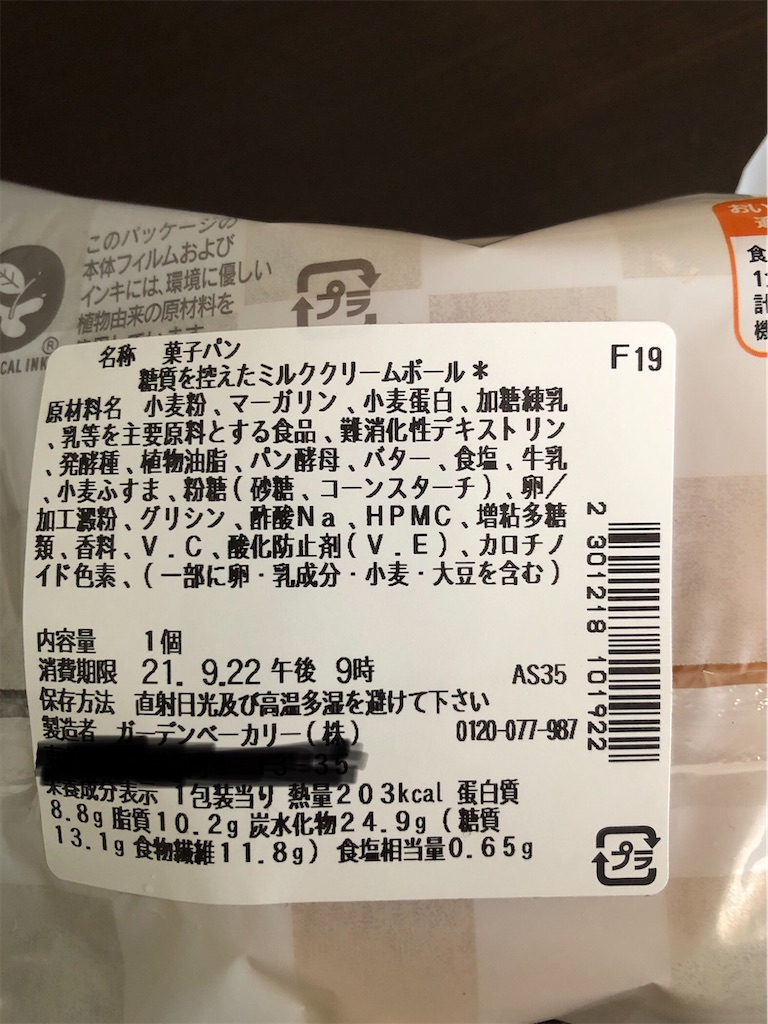 このパッケージの
本体フィルムおよび
インキには、環境に優しい
植物由来の原材料を
CAL INK
®
プラ
おい
食
1
計
機
名称 菓子パン
F19
糖質を控えたミルククリームボール*
原材料名 小麦粉、マーガリン、小麦蛋白、加糖練乳
、乳等を主要原料とする食品、難消化性デキストリン
、発酵種、植物油脂、パン酵母、バター、食塩、牛乳
、小麦ふすま、粉糖(砂糖、コーンスターチ)、卵/
加工澱粉、グリシン、酢酸Na、HPMC、増粘多糖
類、香料、V.C、酸化防止剤(V.E)、カロチノ
イド色素、(一部に卵・乳成分・小麦・大豆を含む)
2 301218 101922
内容量 1個
消費期限 21. 9.22 午後 9時 AS35
保存方法 直射日光及び高温多湿を避けて下さい
製造者 ガーデンベーカリー(株) 0120-077-987
3-35
栄養成分表示 1包装当り 熱量203kcal 蛋白質
8.8g 脂質10.2g 炭水化物24.9g(糖質
13.1g 食物繊維11.8g) 食塩相当量0.65g
プラ